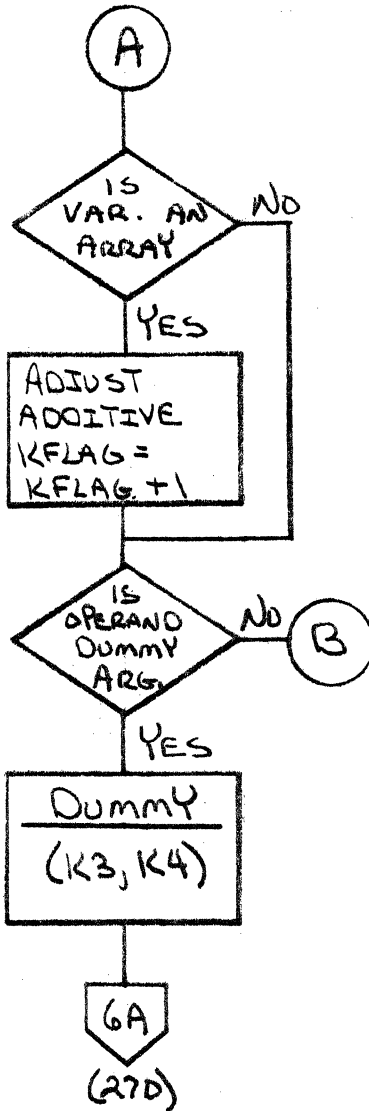 A
IS
VAR. AN
ARRAY
NO
YES
ADJUST
ADDITIVE
KFLAG =
KFLAG + 1
IS
OPERAND
DUMMY
ARG.
NO
B
YES
DUMMY
(K3, K4)
6A
(27D)